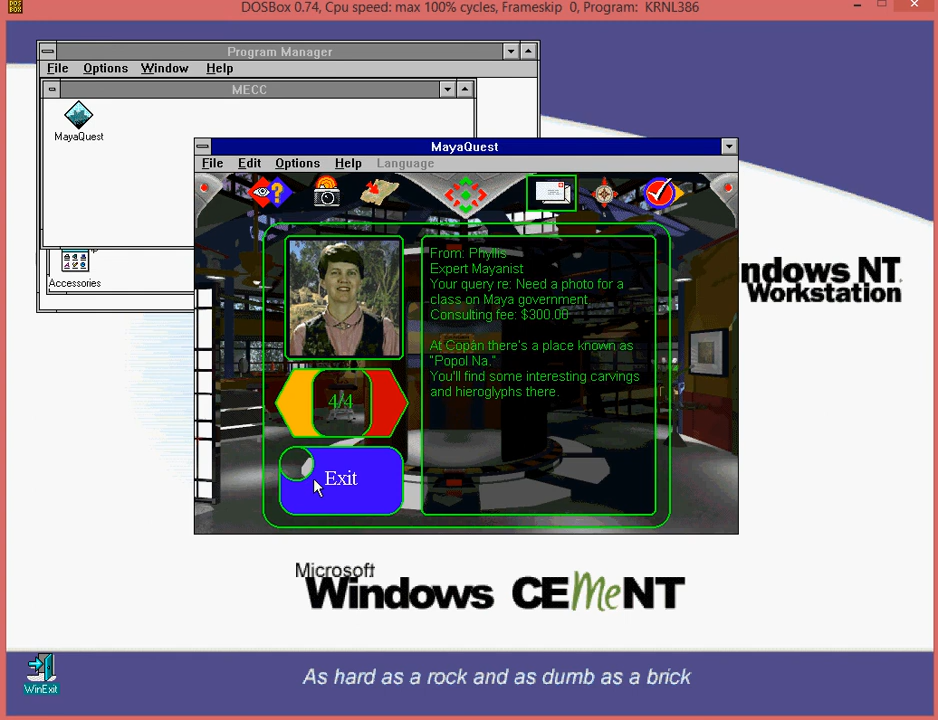 DOSBox 0.74, Cpu speed: max 100% cycles, Frameskip 0, Program: KRNL386
Program Manager
File Options Window Help
MECC
MayaQuest
Accessories
MayaQuest
File Edit Options Help Language
From: Phyllis
Expert Mayanist
Your query re: Need a photo for a
class on Maya government
Consulting fee: $300.00
At Copán there's a place known as
"Popol Na."
You'll find some interesting carvings
and hieroglyphs there.
4/4
Exit
ndows NT
Workstation
Microsoft
Windows CEMeNT
WinExit
As hard as a rock and as dumb as a brick